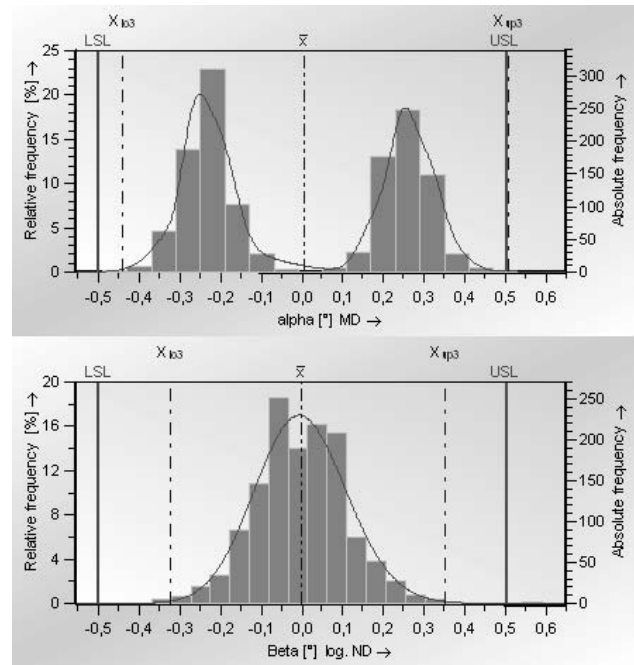 X lo3 X up3
LSL x̅ USL
Relative frequency [%] →
25
20
15
10
5
0
300
250
200
150
100
50
0
Absolute frequency →
-0,5 -0,4 -0,3 -0,2 -0,1 0,0 0,1 0,2 0,3 0,4 0,5 0,6
alpha [°] MD →
X lo3 X up3
LSL x̅ USL
Relative frequency [%] →
20
16
12
8
4
0
250
200
150
100
50
0
Absolute frequency →
-0,5 -0,4 -0,3 -0,2 -0,1 0,0 0,1 0,2 0,3 0,4 0,5 0,6
Beta [°] log. ND →